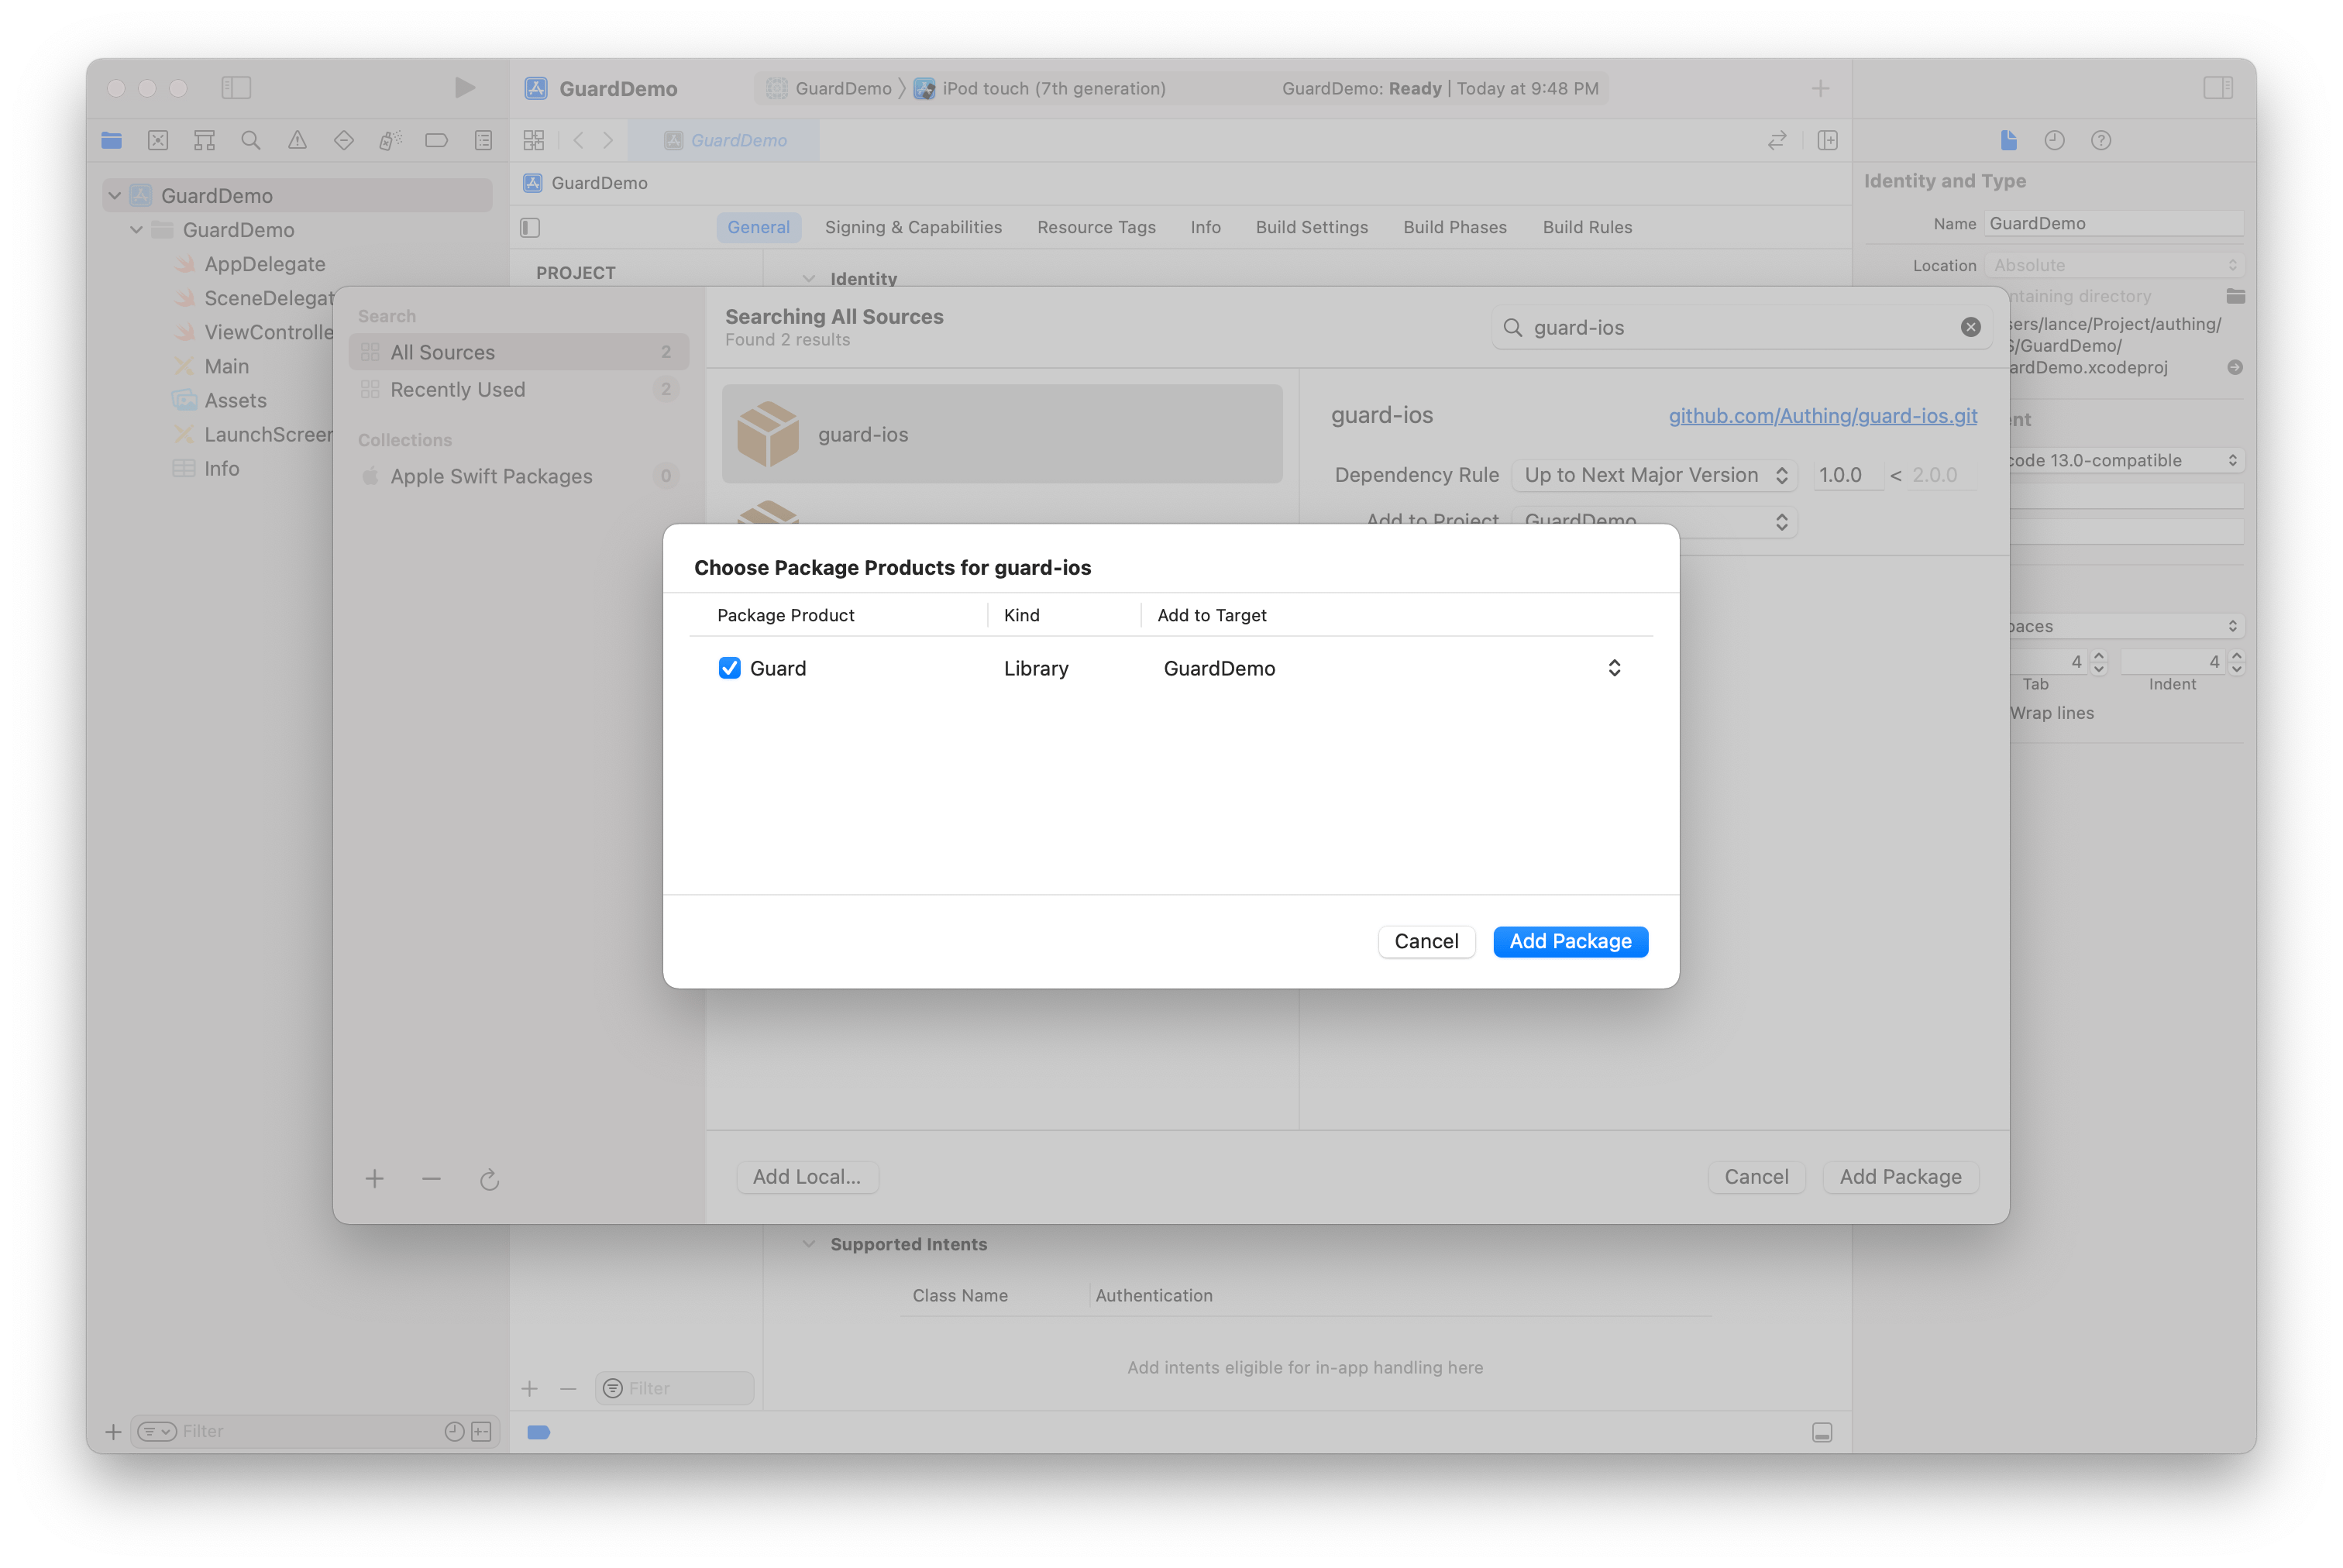 GuardDemo
GuardDemo
iPod touch (7th generation)
GuardDemo: Ready | Today at 9:48 PM
GuardDemo
GuardDemo
General
Signing & Capabilities
Resource Tags
Info
Build Settings
Build Phases
Build Rules
PROJECT
Identity
GuardDemo
GuardDemo
AppDelegate
SceneDelegat
ViewControlle
Main
Assets
LaunchScreen
Info
Identity and Type
Name GuardDemo
Location Absolute
ntaining directory
sers/lance/Project/authing/
S/GuardDemo/
ardDemo.xcodeproj
nt
code 13.0-compatible
paces
4
4
Tab
Indent
Wrap lines
Search
All Sources 2
Recently Used 2
Collections
Apple Swift Packages 0
Searching All Sources
Found 2 results
guard-ios
guard-ios
guard-ios
github.com/Authing/guard-ios.git
Dependency Rule Up to Next Major Version 1.0.0 < 2.0.0
Add to Project GuardDemo
Choose Package Products for guard-ios
Package Product Kind Add to Target
Guard Library GuardDemo
Cancel Add Package
Add Local...
Cancel Add Package
Supported Intents
Class Name Authentication
Add intents eligible for in-app handling here
Filter
Filter